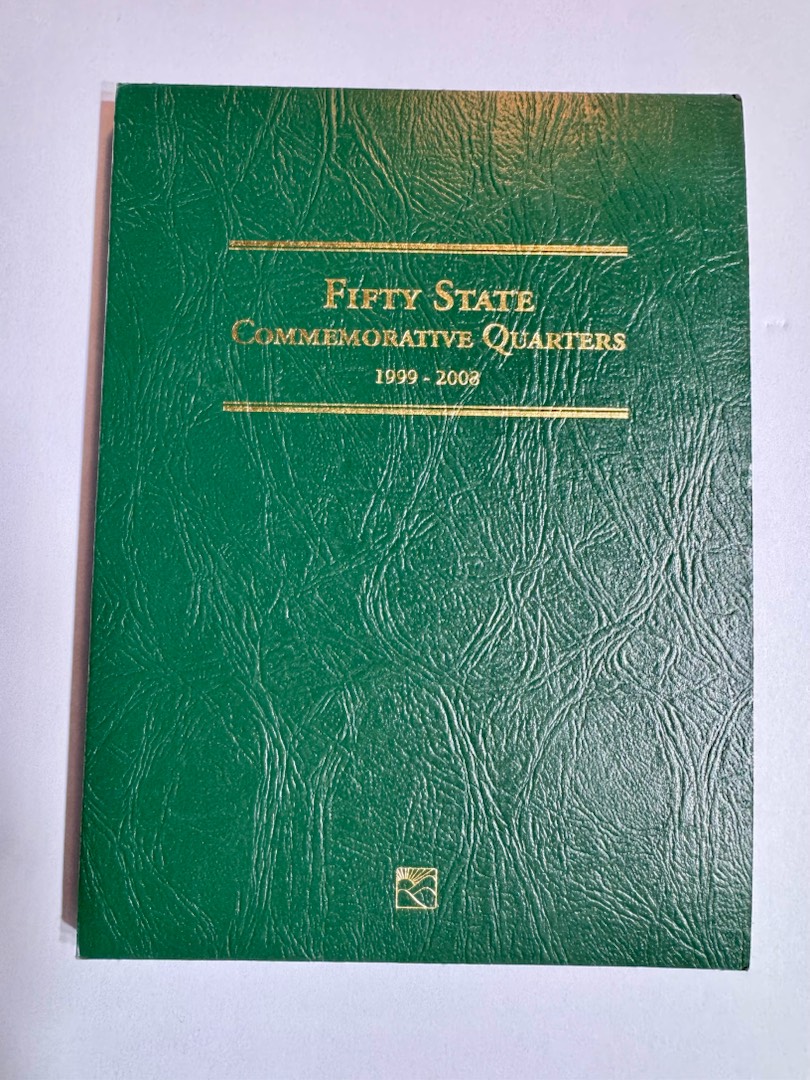 FIFTY STATE
COMMEMORATIVE QUARTERS
1999 - 2008